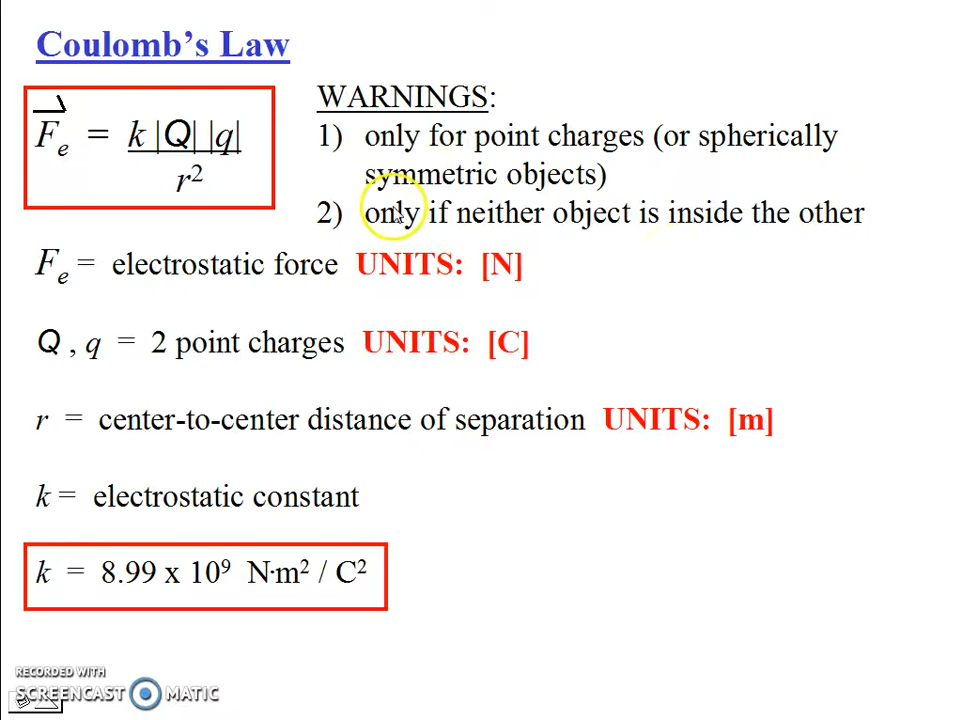 Coulomb's Law
F⃗ₑ = k |Q| |q|
r²
WARNINGS:
1) only for point charges (or spherically
symmetric objects)
2) only if neither object is inside the other
Fₑ = electrostatic force UNITS: [N]
Q , q = 2 point charges UNITS: [C]
r = center-to-center distance of separation UNITS: [m]
k = electrostatic constant
k = 8.99 x 10⁹ N·m² / C²
RECORDED WITH
SCREENCAST MATIC